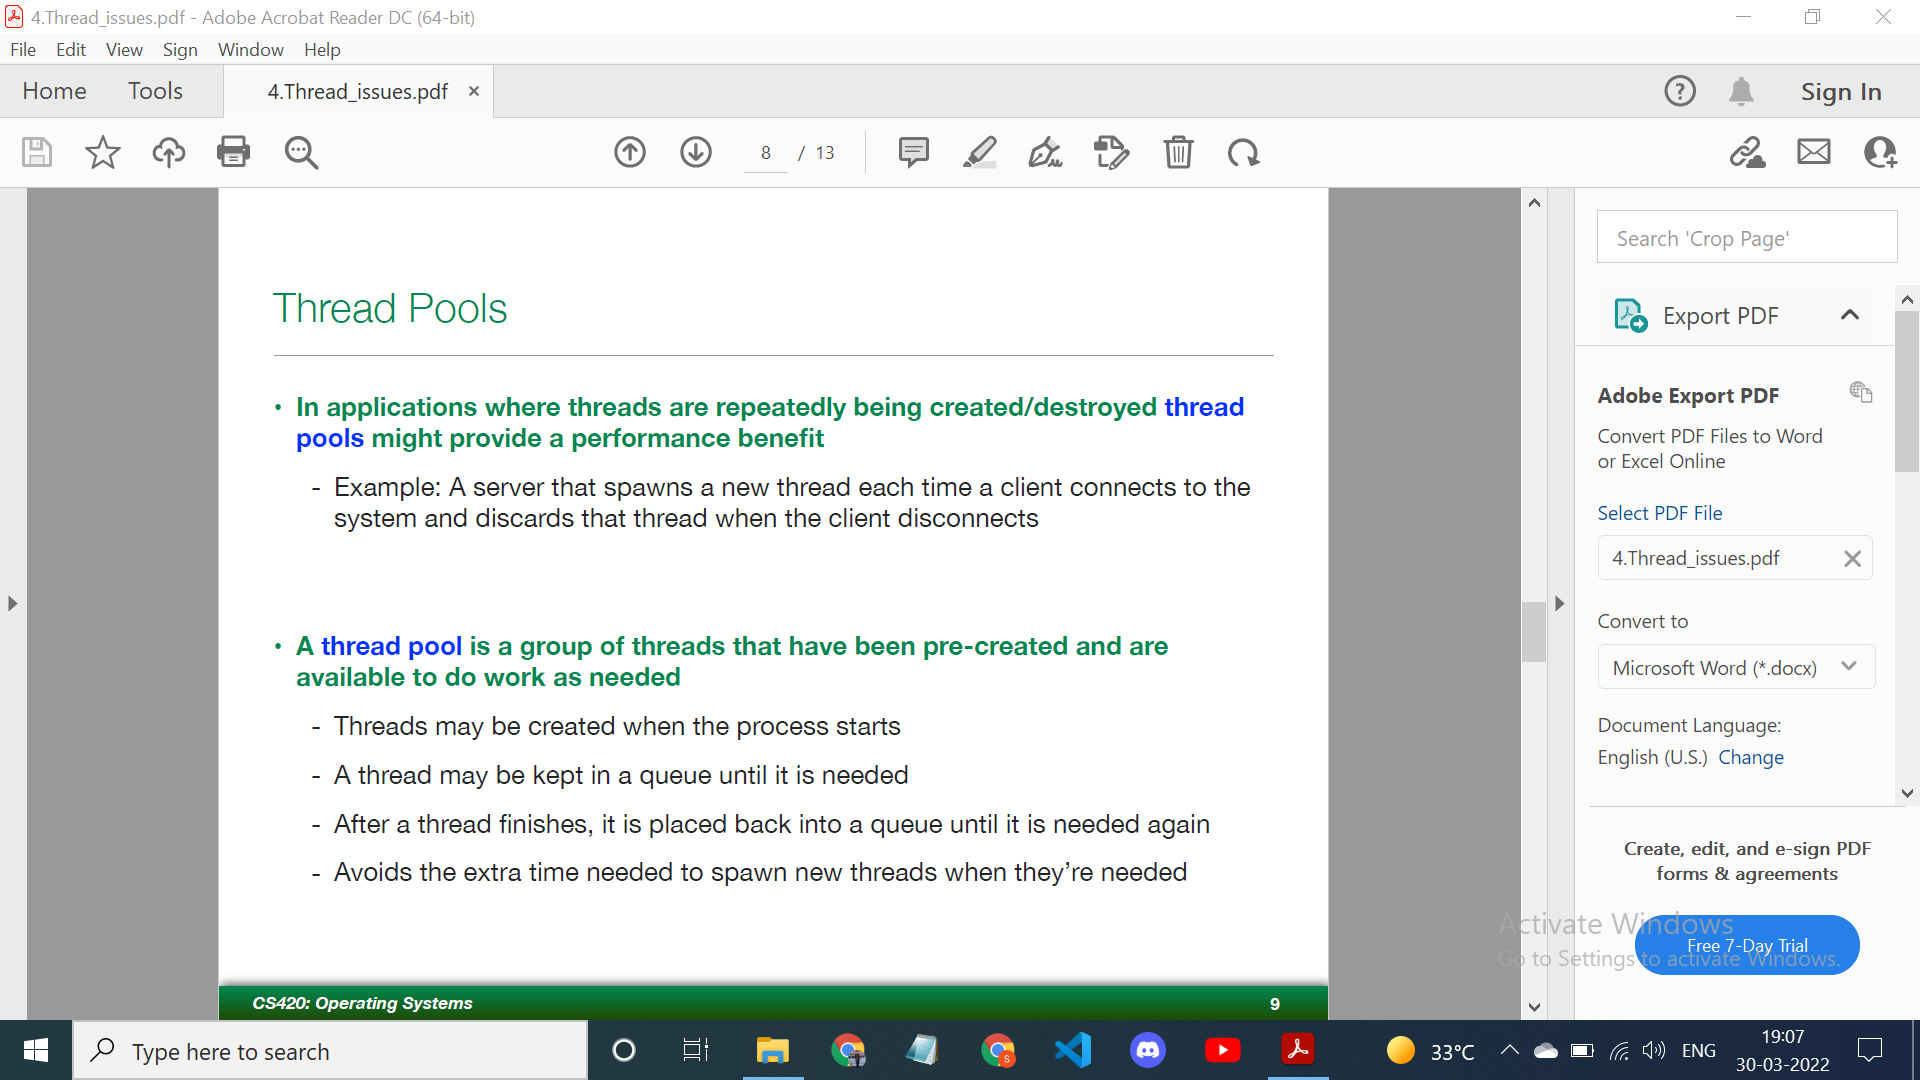 4.Thread_issues.pdf - Adobe Acrobat Reader DC (64-bit)
File Edit View Sign Window Help
Home Tools 4.Thread_issues.pdf × Sign In
8 / 13
Thread Pools
• In applications where threads are repeatedly being created/destroyed thread
pools might provide a performance benefit
- Example: A server that spawns a new thread each time a client connects to the
system and discards that thread when the client disconnects
• A thread pool is a group of threads that have been pre-created and are
available to do work as needed
- Threads may be created when the process starts
- A thread may be kept in a queue until it is needed
- After a thread finishes, it is placed back into a queue until it is needed again
- Avoids the extra time needed to spawn new threads when they’re needed
CS420: Operating Systems 9
Search 'Crop Page'
Export PDF
Adobe Export PDF
Convert PDF Files to Word
or Excel Online
Select PDF File
4.Thread_issues.pdf
Convert to
Microsoft Word (*.docx)
Document Language:
English (U.S.) Change
Create, edit, and e-sign PDF
forms & agreements
Free 7-Day Trial
Activate Windows
Go to Settings to activate Windows.
Type here to search
33°C
ENG
19:07
30-03-2022